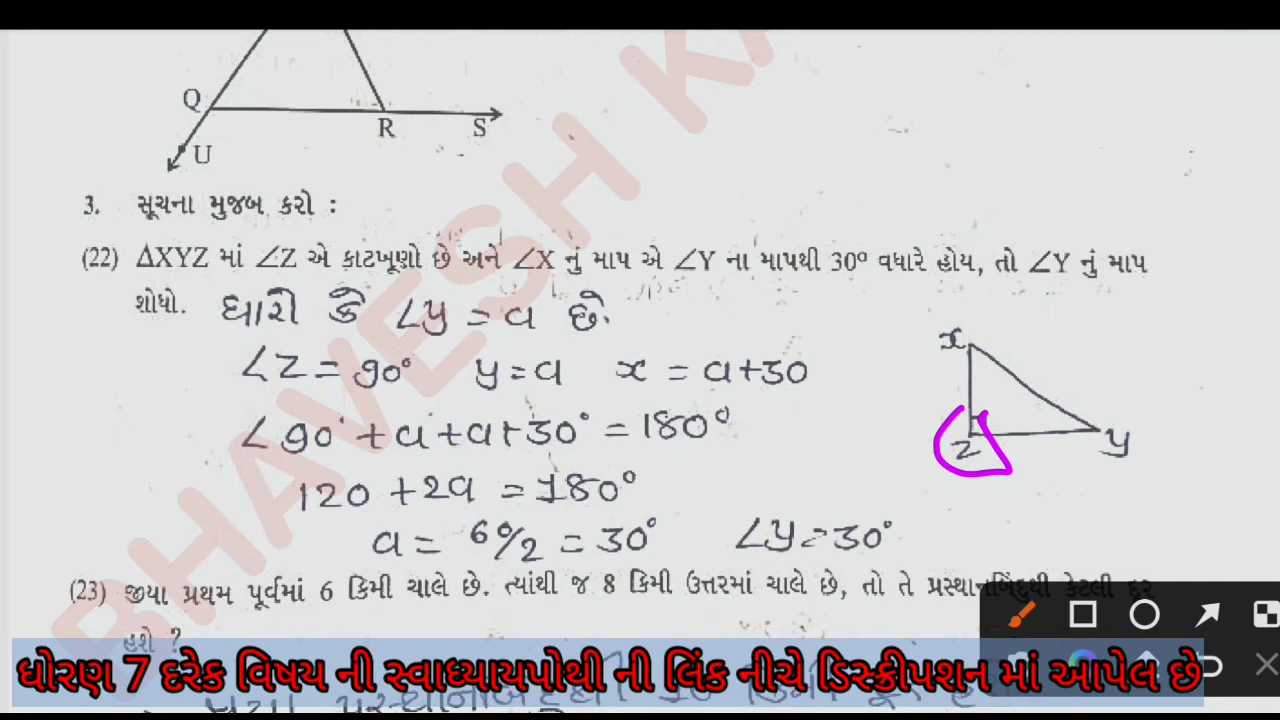 Q
R
S
U
3. સૂચના મુજબ કરો :
(22) ΔXYZ માં ∠Z એ કાટખૂણો છે અને ∠X નું માપ એ ∠Y ના માપથી 30° વધારે હોય, તો ∠Y નું માપ
શોધો. ધારો કે ∠y = a છે.
∠Z = 90° y = a x = a+30
∠90° + a + a + 30° = 180°
120 + 2a = 180°
a = 60/2 = 30° ∠y = 30°
x
z
y
(23) જીયા પ્રથમ પૂર્વમાં 6 કિમી ચાલે છે. ત્યાંથી જ 8 કિમી ઉત્તરમાં ચાલે છે, તો તે પ્રસ્થાનબિંદુથી કેટલી દૂર
હશે ?
ધોરણ 7 દરેક વિષય ની સ્વાધ્યાયપોથી ની લિંક નીચે ડિસ્ક્રીપશન માં આપેલ છે
BHAVESH KA